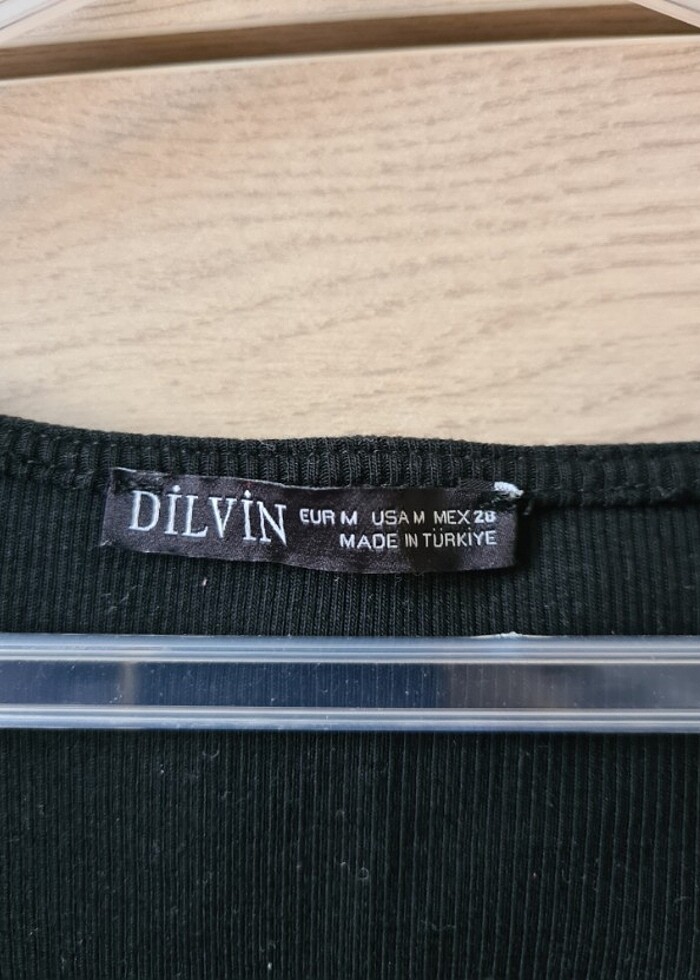 DİLVİN EUR M USA M MEX 28
MADE IN TÜRKİYE